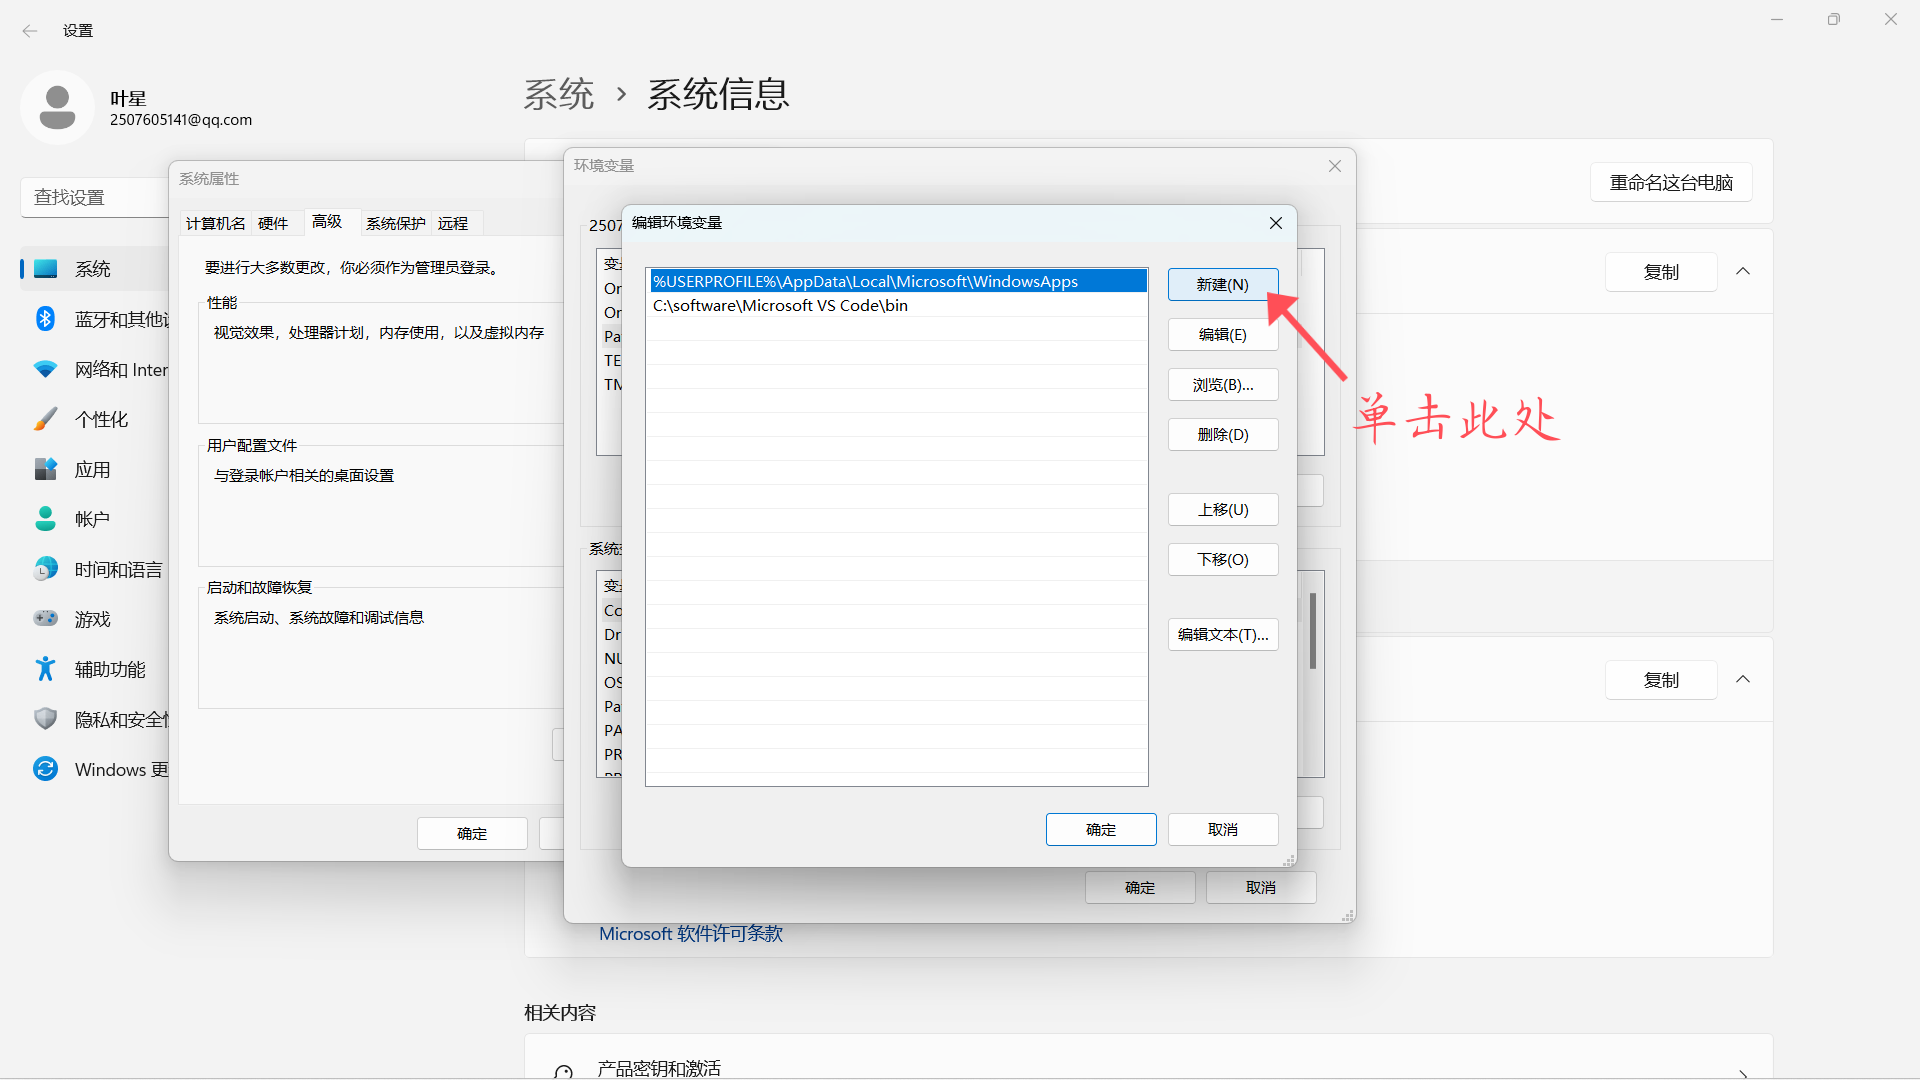 设置
叶星
2507605141@qq.com
查找设置
系统
蓝牙和其他设
网络和 Inter
个性化
应用
帐户
时间和语言
游戏
辅助功能
隐私和安全性
Windows 更
系统 › 系统信息
重命名这台电脑
复制
复制
Microsoft 软件许可条款
相关内容
产品密钥和激活
系统属性
计算机名 硬件 高级 系统保护 远程
要进行大多数更改，你必须作为管理员登录。
性能
视觉效果，处理器计划，内存使用，以及虚拟内存
用户配置文件
与登录帐户相关的桌面设置
启动和故障恢复
系统启动、系统故障和调试信息
确定
环境变量
2507
变
Or
Or
Pa
TE
TM
系统
变
Co
Dr
NU
OS
Pa
PA
PR
确定 取消
编辑环境变量
%USERPROFILE%\AppData\Local\Microsoft\WindowsApps
C:\software\Microsoft VS Code\bin
新建(N)
编辑(E)
浏览(B)...
删除(D)
上移(U)
下移(O)
编辑文本(T)...
确定 取消
单击此处